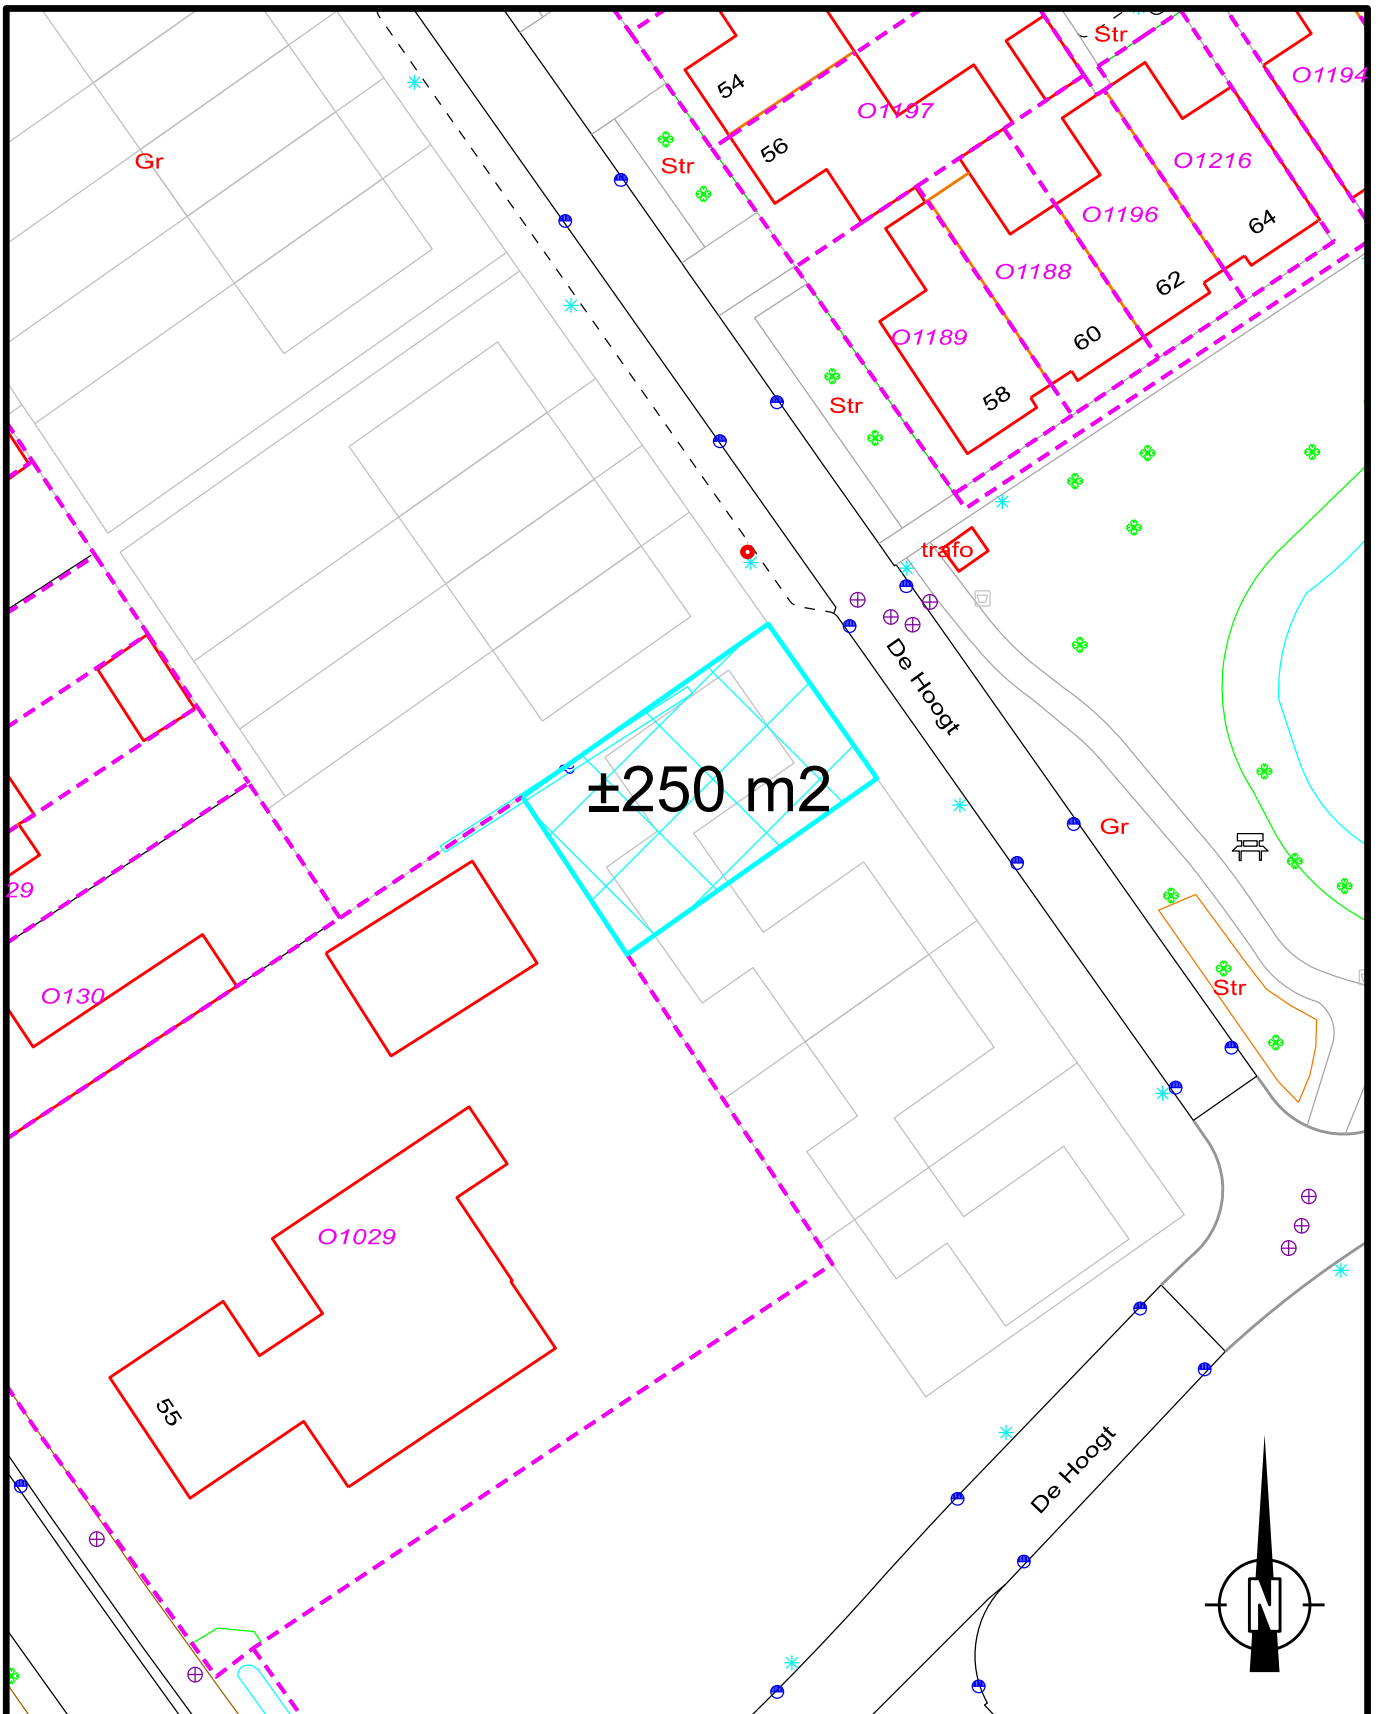 Str
O1194
54
O1197
56
Gr
Str
O1216
O1196
64
O1188
62
O1189
60
58
Str
trafo
De Hoogt
±250 m2
Gr
29
O130
Str
O1029
55
De Hoogt
N